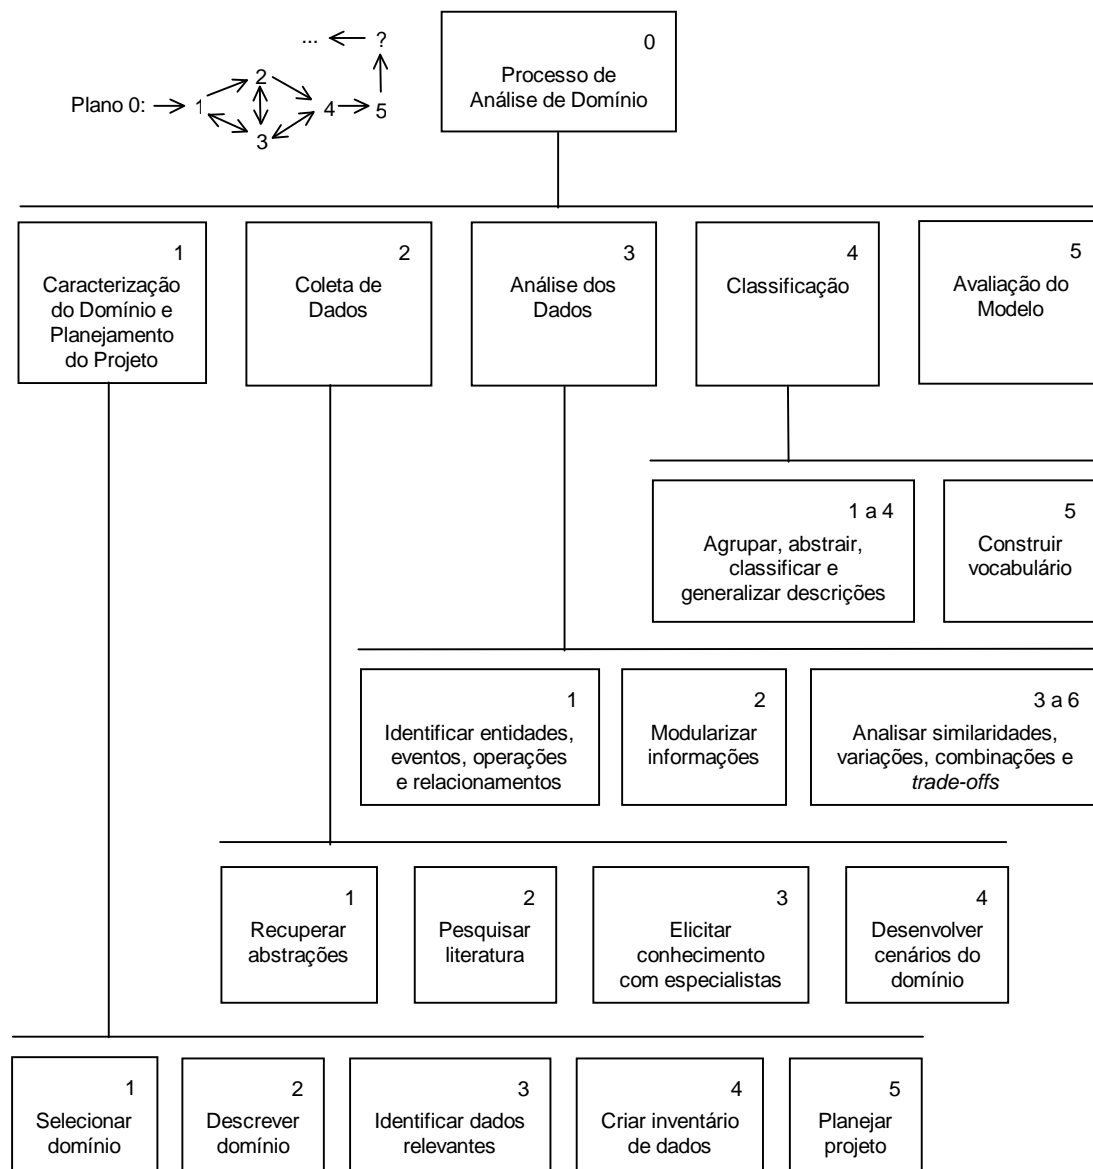 ... ?
2
Plano 0: 1 4 5
3
0
Processo de
Análise de Domínio
1
Caracterização
do Domínio e
Planejamento
do Projeto
2
Coleta de
Dados
3
Análise dos
Dados
4
Classificação
5
Avaliação do
Modelo
1 a 4
Agrupar, abstrair,
classificar e
generalizar descrições
5
Construir
vocabulário
1
Identificar entidades,
eventos, operações
e relacionamentos
2
Modularizar
informações
3 a 6
Analisar similaridades,
variações, combinações e
trade-offs
1
Recuperar
abstrações
2
Pesquisar
literatura
3
Elicitar
conhecimento
com especialistas
4
Desenvolver
cenários do
domínio
1
Selecionar
domínio
2
Descrever
domínio
3
Identificar dados
relevantes
4
Criar inventário
de dados
5
Planejar
projeto